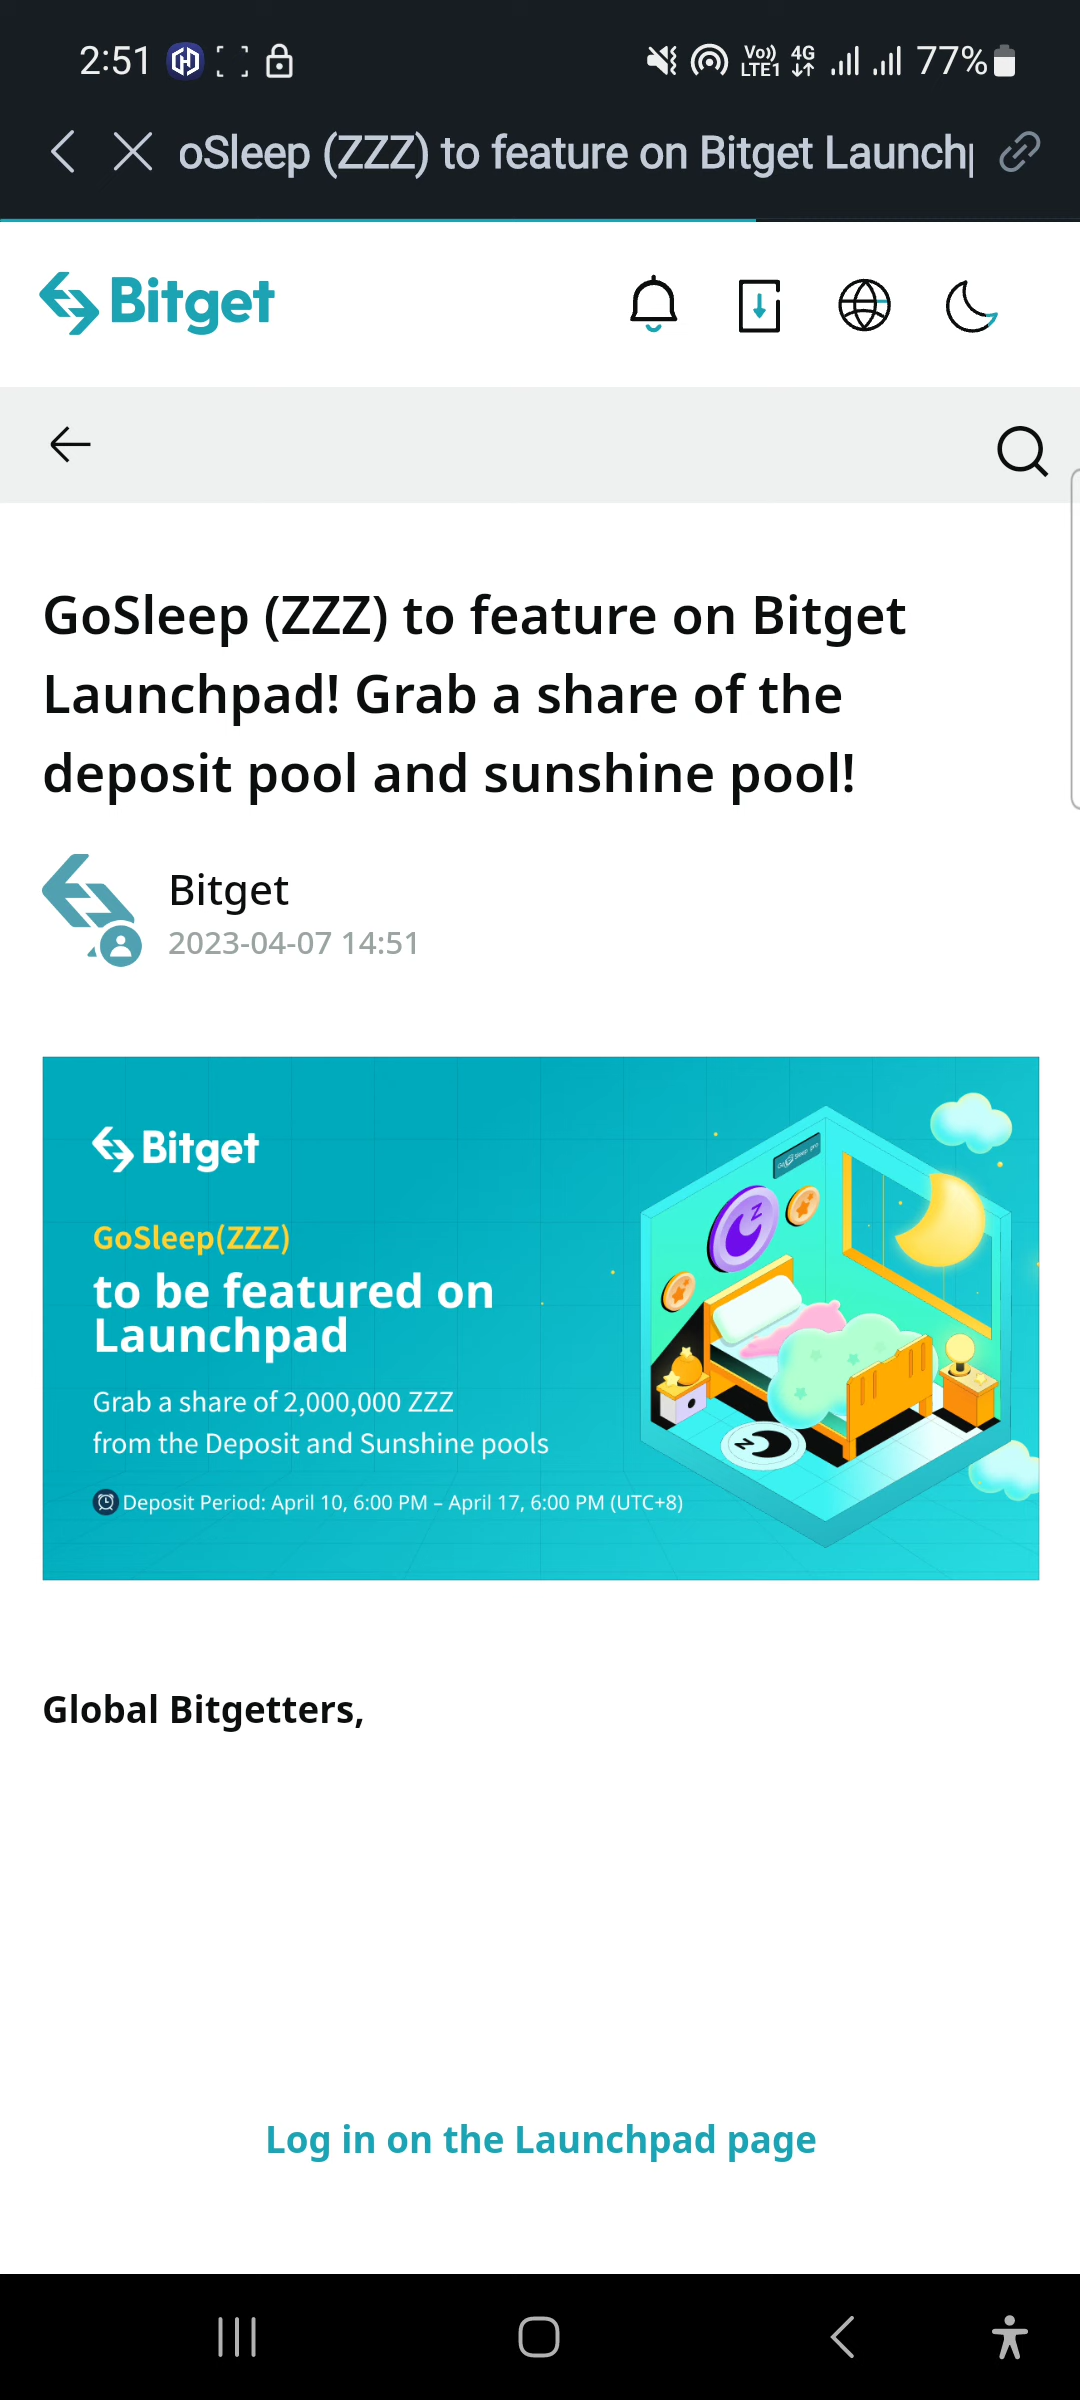 2:51
Vo)) LTE1 4G 77%
oSleep (ZZZ) to feature on Bitget Launch
Bitget
GoSleep (ZZZ) to feature on Bitget
Launchpad! Grab a share of the
deposit pool and sunshine pool!
Bitget
2023-04-07 14:51
Bitget
GoSleep(ZZZ)
to be featured on
Launchpad
Grab a share of 2,000,000 ZZZ
from the Deposit and Sunshine pools
Deposit Period: April 10, 6:00 PM – April 17, 6:00 PM (UTC+8)
Global Bitgetters,
Log in on the Launchpad page